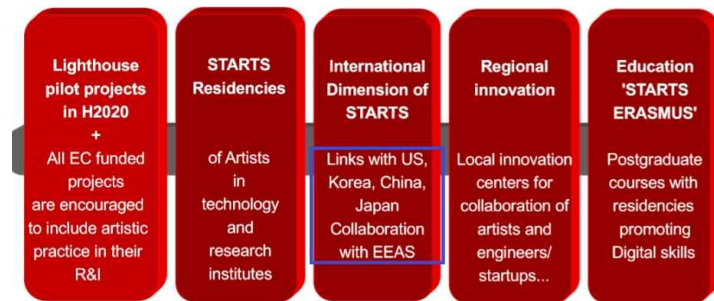 Lighthouse
pilot projects
in H2020
+
All EC funded
projects
are encouraged
to include artistic
practice in their
R&I
STARTS
Residencies
of Artists
in
technology
and
research
institutes
International
Dimension of
STARTS
Links with US,
Korea, China,
Japan
Collaboration
with EEAS
Regional
innovation
Local innovation
centers for
collaboration of
artists and
engineers/
startups...
Education
'STARTS
ERASMUS'
Postgraduate
courses with
residencies
promoting
Digital skills